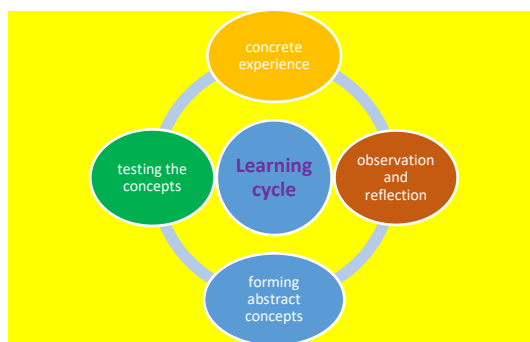 concrete
experience
testing the
concepts
Learning
cycle
observation
and
reflection
forming
abstract
concepts